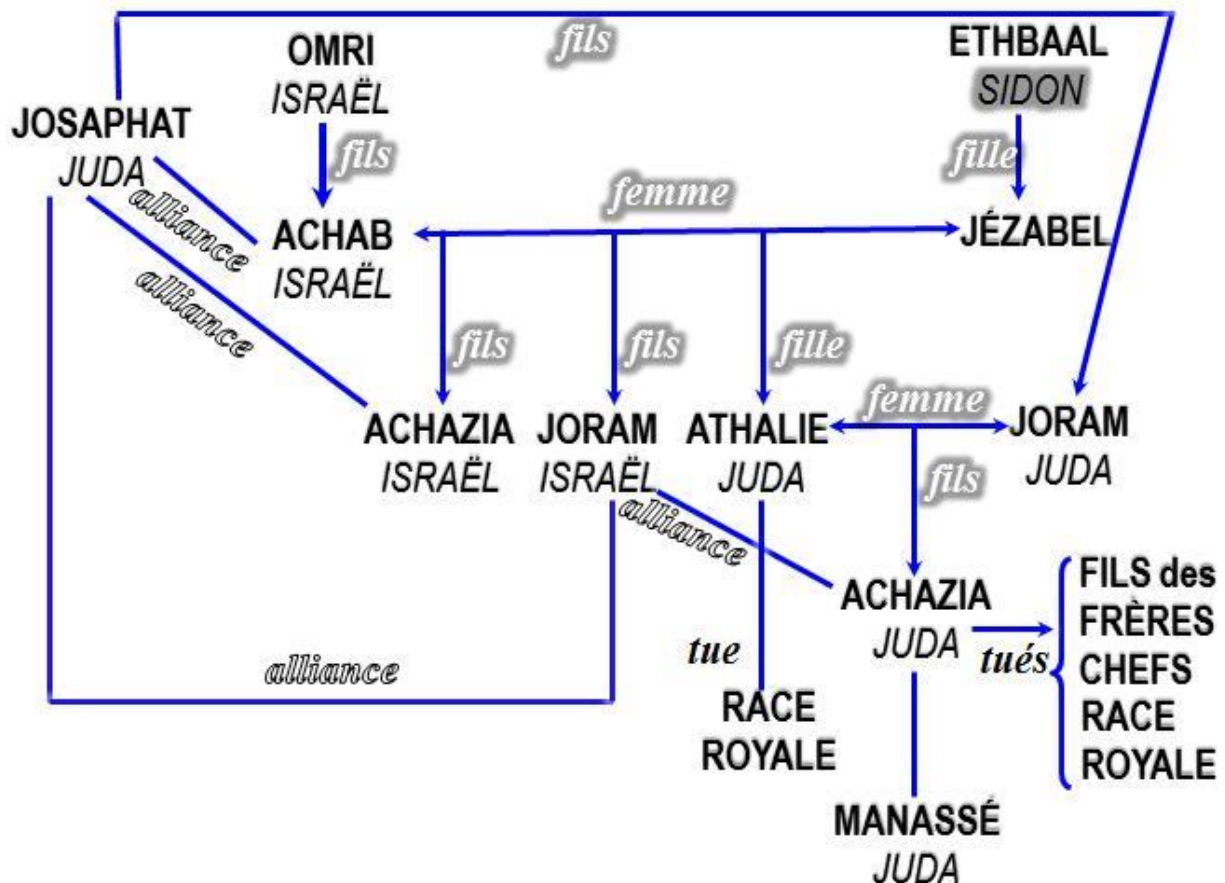 fils
OMRI
ISRAËL
ETHBAAL
SIDON
JOSAPHAT
JUDA
fils
fille
alliance
femme
ACHAB
ISRAËL
JÉZABEL
alliance
fils
fils
fille
ACHAZIA
ISRAËL
JORAM
ISRAËL
ATHALIE
JUDA
femme
JORAM
JUDA
fils
alliance
ACHAZIA
JUDA
tués
FILS des
FRÈRES
CHEFS
RACE
ROYALE
alliance
tue
RACE
ROYALE
MANASSÉ
JUDA